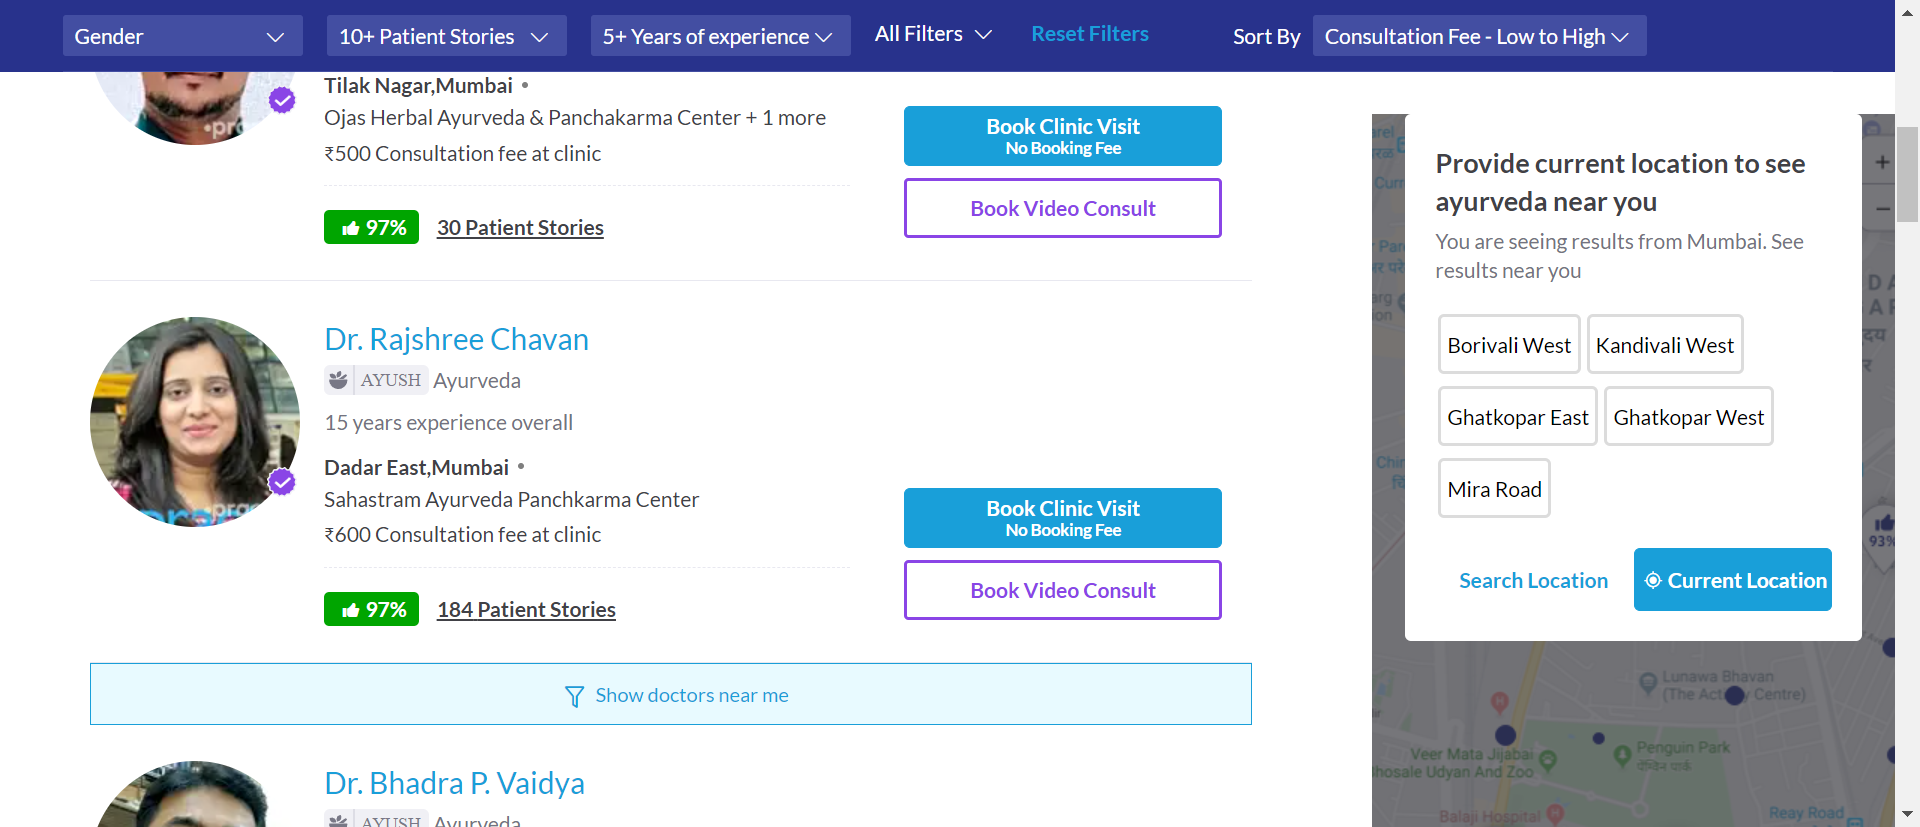 Gender
10+ Patient Stories
5+ Years of experience
All Filters
Reset Filters
Sort By
Consultation Fee - Low to High
Tilak Nagar,Mumbai •
Ojas Herbal Ayurveda & Panchakarma Center + 1 more
₹500 Consultation fee at clinic
97%
30 Patient Stories
Book Clinic Visit
No Booking Fee
Book Video Consult
Dr. Rajshree Chavan
AYUSH Ayurveda
15 years experience overall
Dadar East,Mumbai •
Sahastram Ayurveda Panchkarma Center
₹600 Consultation fee at clinic
97%
184 Patient Stories
Book Clinic Visit
No Booking Fee
Book Video Consult
Show doctors near me
Dr. Bhadra P. Vaidya
AYUSH Ayurveda
Provide current location to see
ayurveda near you
You are seeing results from Mumbai. See
results near you
Borivali West
Kandivali West
Ghatkopar East
Ghatkopar West
Mira Road
Search Location
Current Location
93%
Lunawa Bhavan
Centre)
Penguin Park
पेंग्विन पार्क
Veer Mata Jijabai
Udyan And Zoo
Balaji Hospital
Reay Road